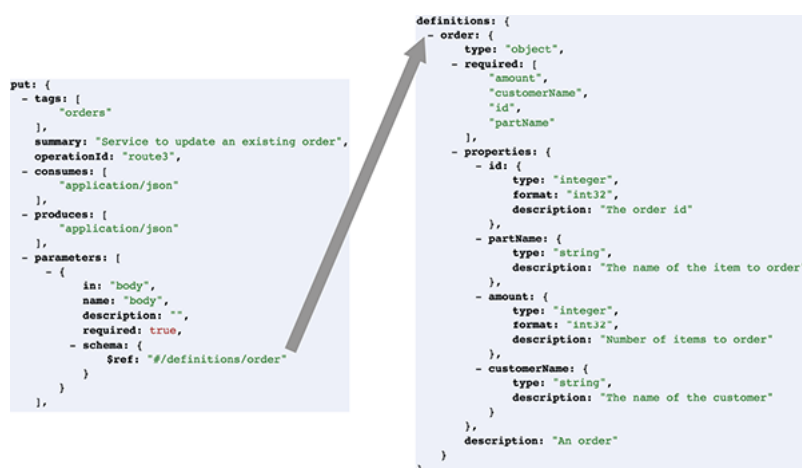 put: {
- tags: [
"orders"
],
summary: "Service to update an existing order",
operationId: "route3",
- consumes: [
"application/json"
],
- produces: [
"application/json"
],
- parameters: [
- {
in: "body",
name: "body",
description: "",
required: true,
- schema: {
$ref: "#/definitions/order"
}
}
],
definitions: {
- order: {
type: "object",
- required: [
"amount",
"customerName",
"id",
"partName"
],
- properties: {
- id: {
type: "integer",
format: "int32",
description: "The order id"
},
- partName: {
type: "string",
description: "The name of the item to order"
},
- amount: {
type: "integer",
format: "int32",
description: "Number of items to order"
},
- customerName: {
type: "string",
description: "The name of the customer"
}
},
description: "An order"
}
}